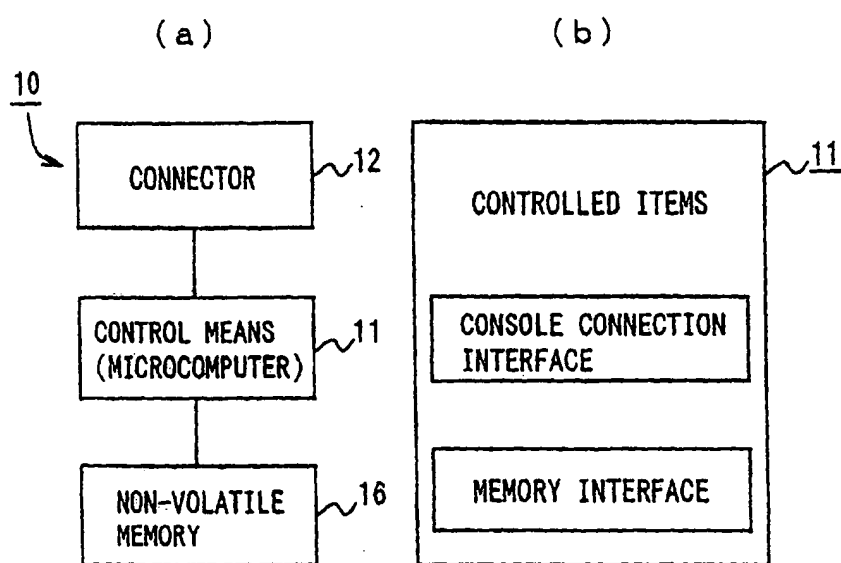 (a)
10
CONNECTOR
12
CONTROL MEANS
(MICROCOMPUTER)
11
NON-VOLATILE
MEMORY
16
(b)
11
CONTROLLED ITEMS
CONSOLE CONNECTION
INTERFACE
MEMORY INTERFACE